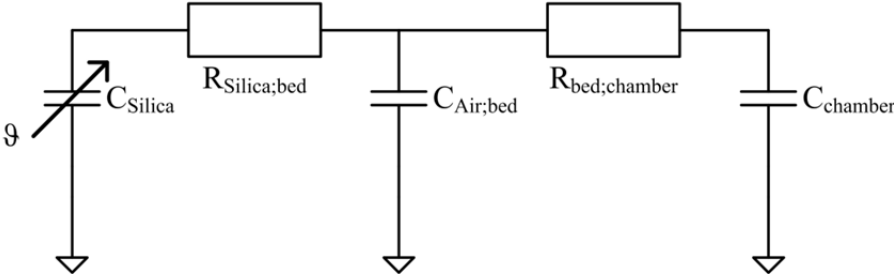 R_Silica;bed
R_bed;chamber
C_Silica
C_Air;bed
C_chamber
ϑ